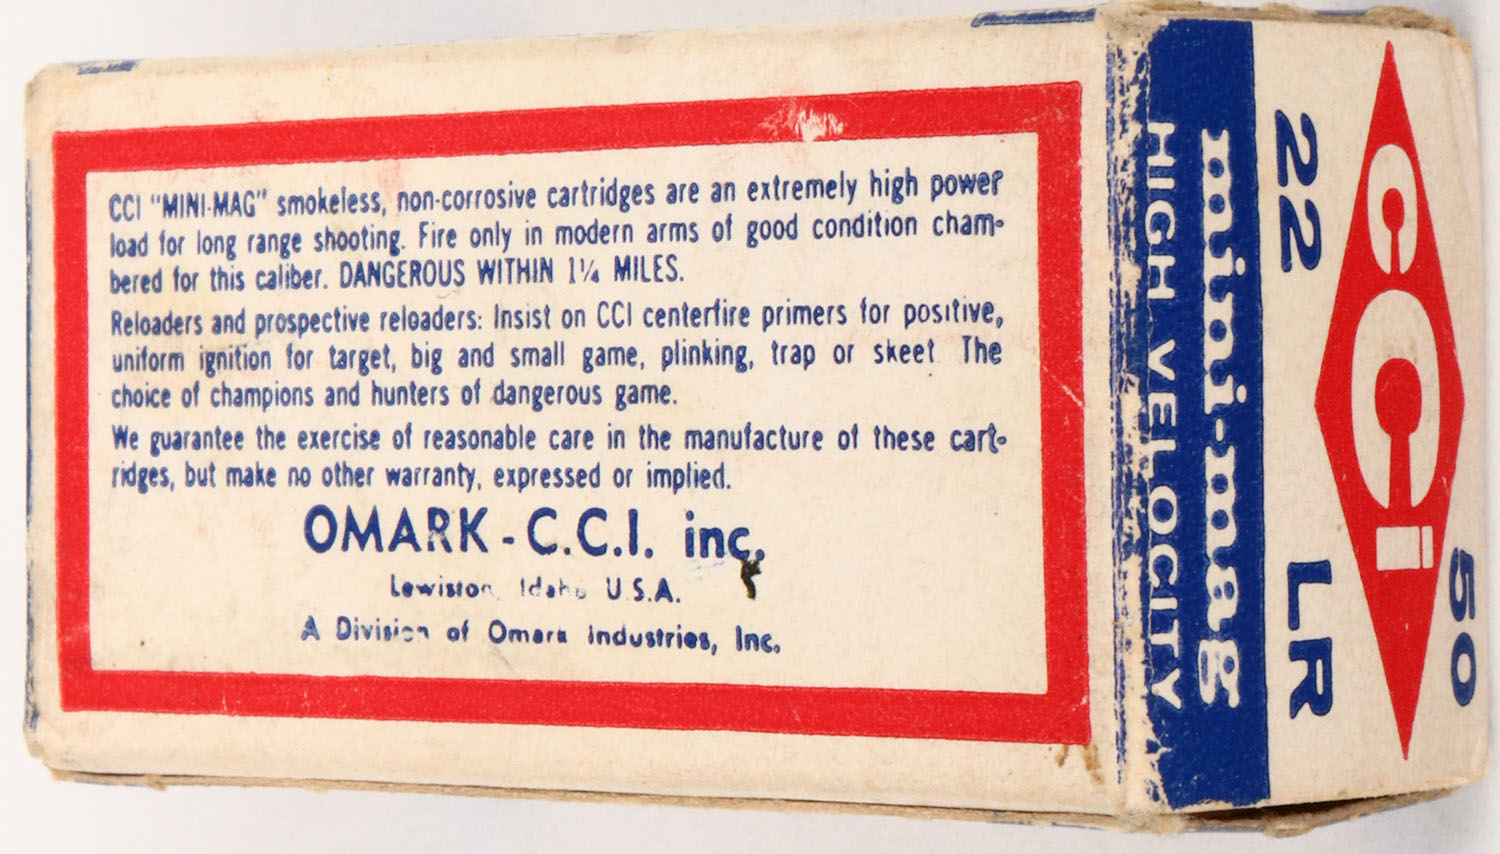 CCI "MINI-MAG" smokeless, non-corrosive cartridges are an extremely high power
load for long range shooting. Fire only in modern arms of good condition cham-
bered for this caliber. DANGEROUS WITHIN 1¼ MILES.
Reloaders and prospective reloaders: Insist on CCI centerfire primers for positive,
uniform ignition for target, big and small game, plinking, trap or skeet The
choice of champions and hunters of dangerous game.
We guarantee the exercise of reasonable care in the manufacture of these cart-
ridges, but make no other warranty, expressed or implied.
OMARK - C.C.I. inc.
Lewiston, Idaho U.S.A.
A Division of Omark Industries, Inc.
CCI
22 LR
50
mini-mag
HIGH VELOCITY